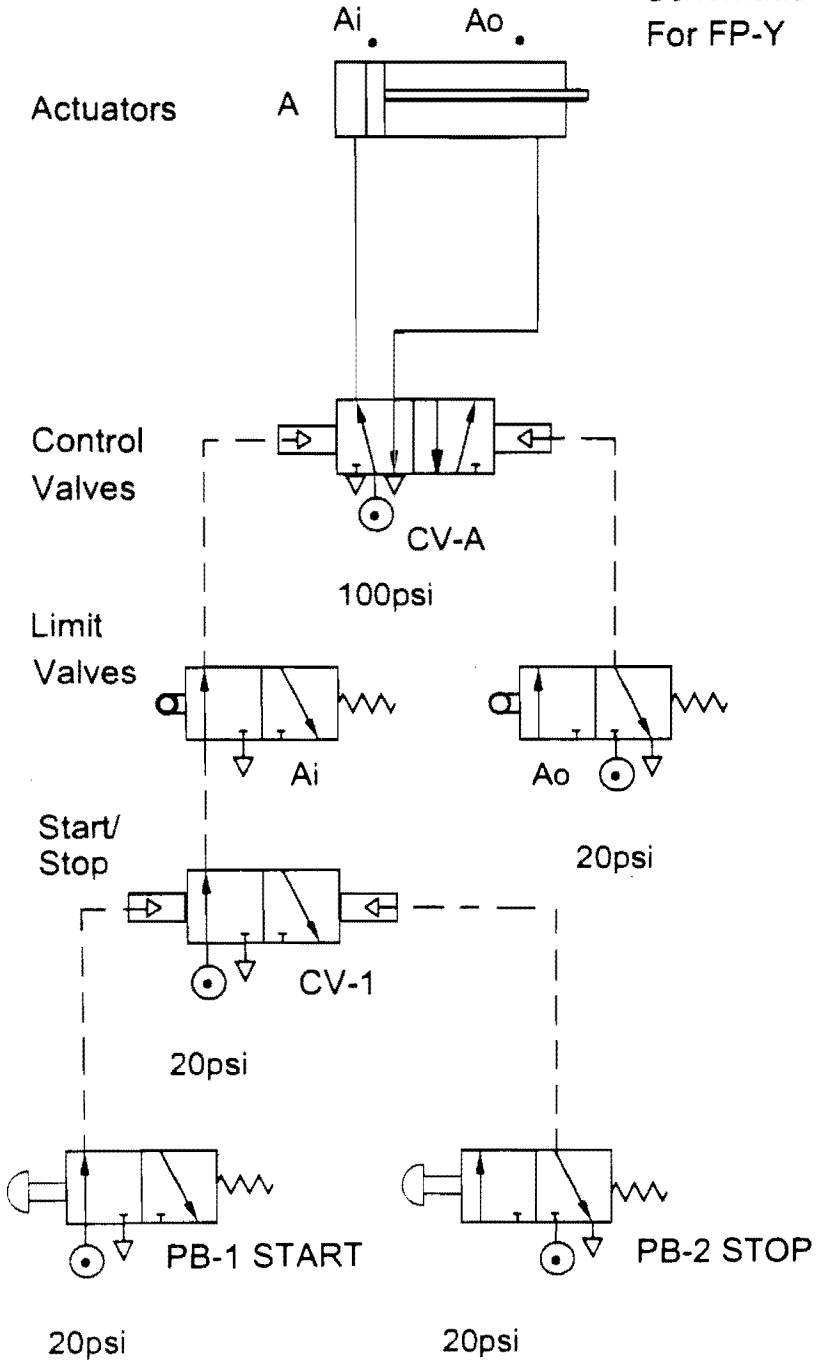 Ai
Ao
For FP-Y
Actuators
A
Control
Valves
CV-A
100psi
Limit
Valves
Ai
Ao
20psi
Start/
Stop
CV-1
20psi
PB-1 START
PB-2 STOP
20psi
20psi